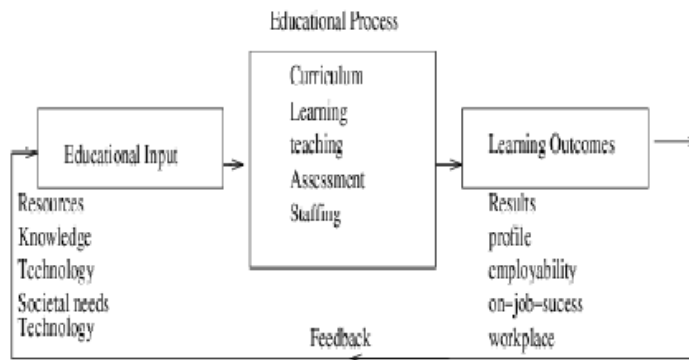 Educational Process
Educational Input
Resources
Knowledge
Technology
Societal needs
Technology
Curriculum
Learning
teaching
Assessment
Staffing
Learning Outcomes
Results
profile
employability
on-job-sucess
workplace
Feedback